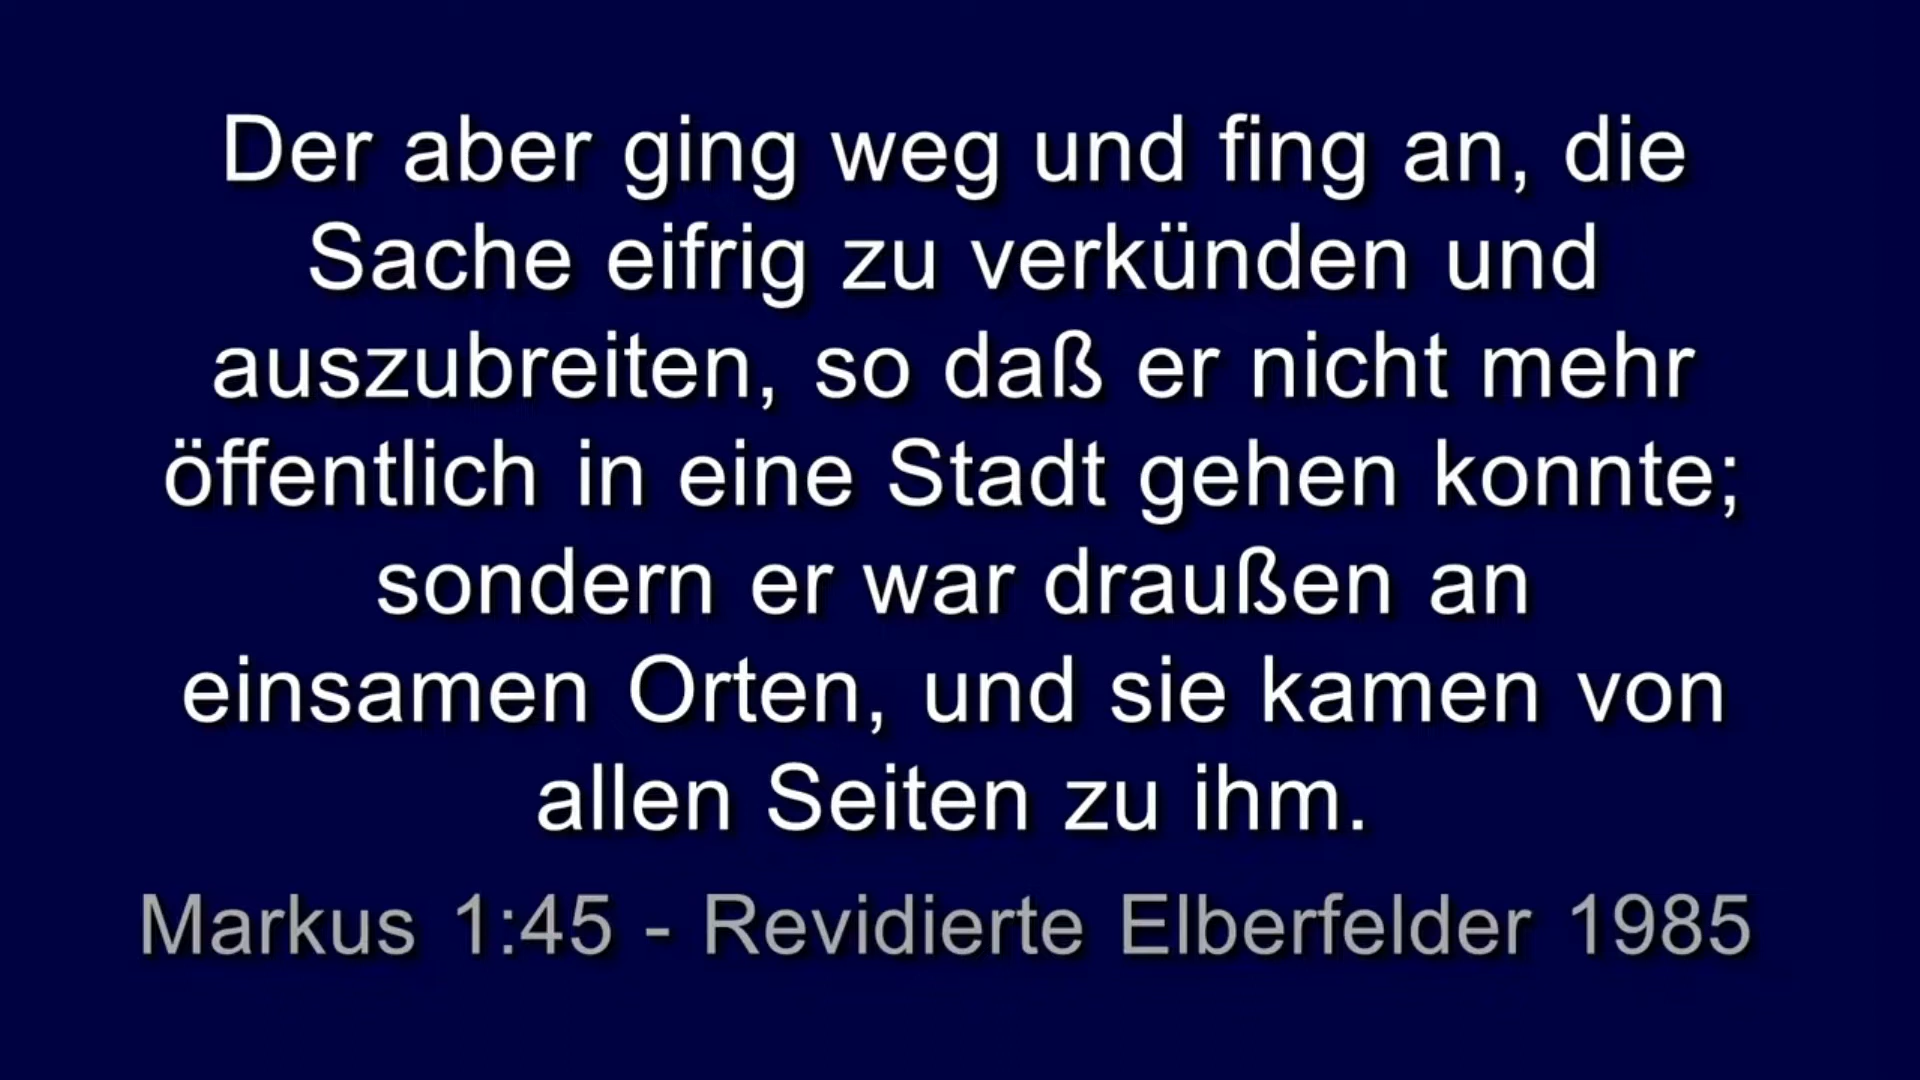 Der aber ging weg und fing an, die
Sache eifrig zu verkünden und
auszubreiten, so daß er nicht mehr
öffentlich in eine Stadt gehen konnte;
sondern er war draußen an
einsamen Orten, und sie kamen von
allen Seiten zu ihm.
Markus 1:45 - Revidierte Elberfelder 1985